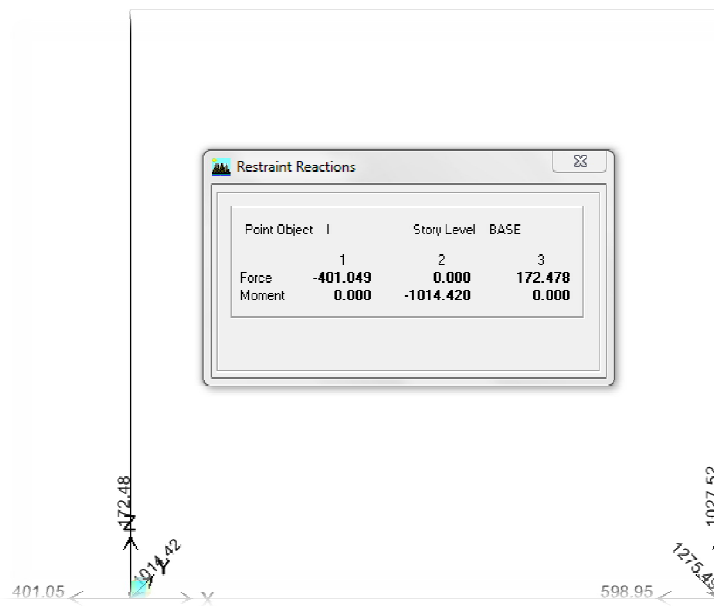 Restraint Reactions
Point Object 1 Story Level BASE
1 2 3
Force -401.049 0.000 172.478
Moment 0.000 -1014.420 0.000
172.48
Z
1014.42
Y
401.05
X
1027.52
1275.49
598.95